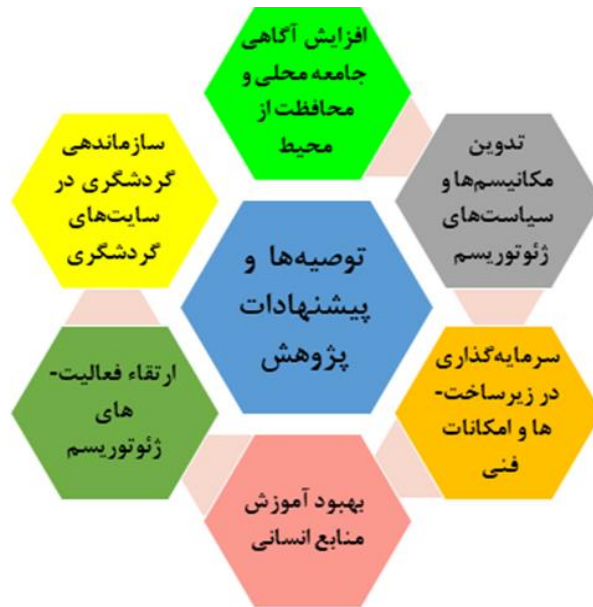 افزایش آگاهی
جامعه محلی و
محافظت از
محیط
تدوین
مکانیسم‌ها و
سیاست‌های
ژئوتوریسم
سرمایه‌گذاری
در زیرساخت-
ها و امکانات
فنی
بهبود آموزش
منابع انسانی
ارتقاء فعالیت-
های
ژئوتوریسم
سازماندهی
گردشگری در
سایت‌های
گردشگری
توصیه‌ها و
پیشنهادات
پژوهش